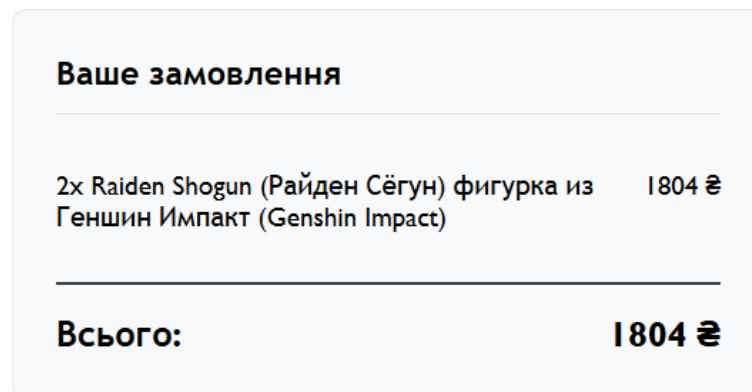 Ваше замовлення
2x Raiden Shogun (Райден Сёгун) фигурка из 1804 ₴
Геншин Импакт (Genshin Impact)
Всього: 1804 ₴